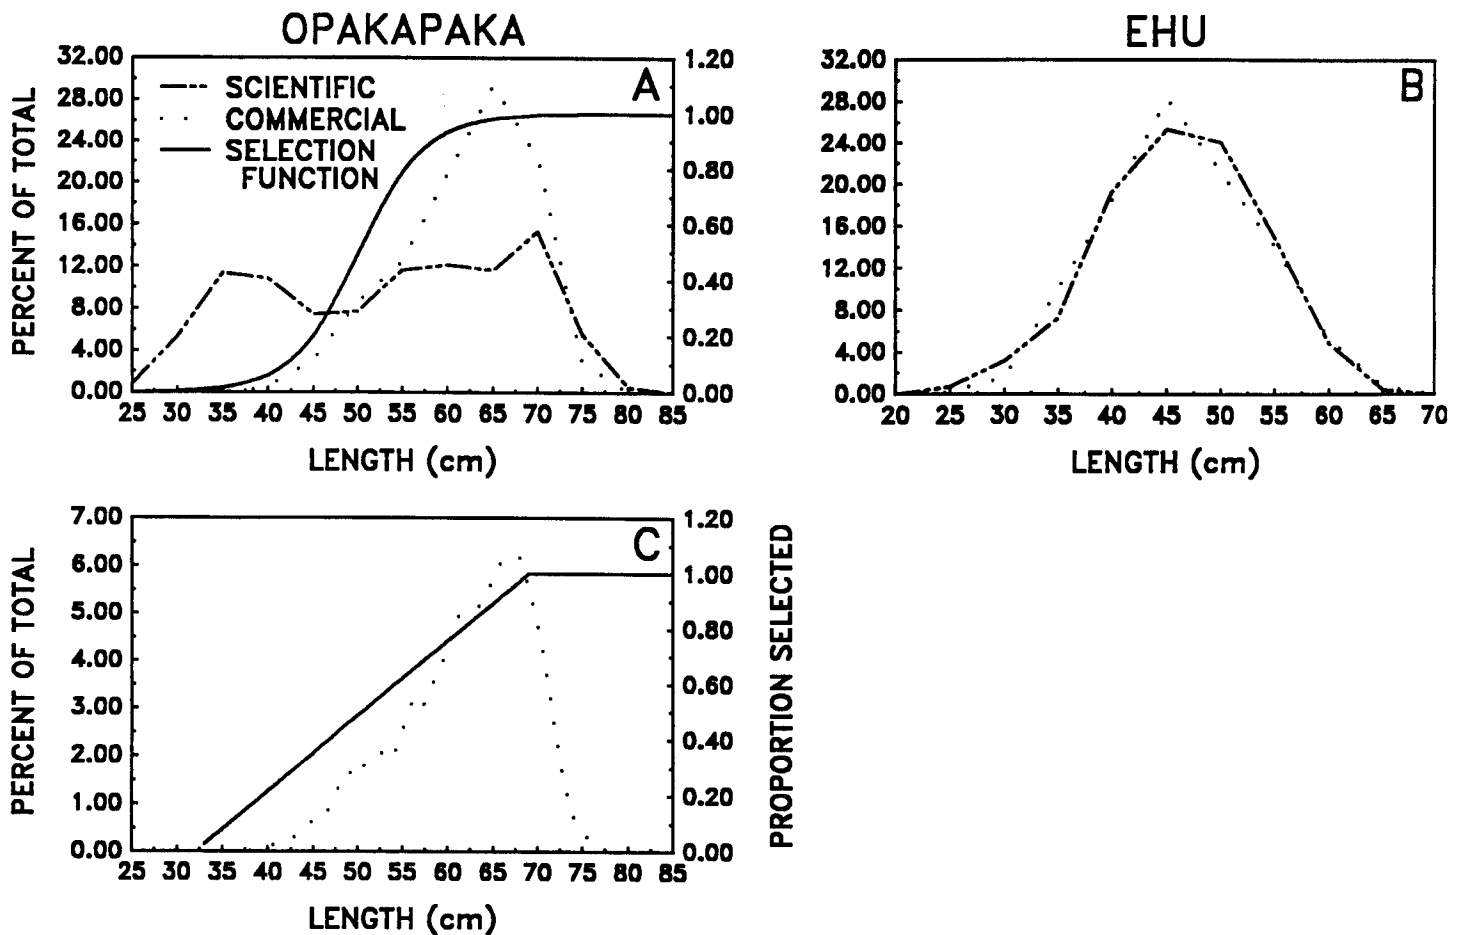 OPAKAPAKA
EHU
A
SCIENTIFIC
COMMERCIAL
SELECTION
FUNCTION
PERCENT OF TOTAL
32.00
28.00
24.00
20.00
16.00
12.00
8.00
4.00
0.00
1.20
1.00
0.80
0.60
0.40
0.20
0.00
25 30 35 40 45 50 55 60 65 70 75 80 85
LENGTH (cm)
B
32.00
28.00
24.00
20.00
16.00
12.00
8.00
4.00
0.00
20 25 30 35 40 45 50 55 60 65 70
LENGTH (cm)
C
PERCENT OF TOTAL
7.00
6.00
5.00
4.00
3.00
2.00
1.00
0.00
1.20
1.00
0.80
0.60
0.40
0.20
0.00
PROPORTION SELECTED
25 30 35 40 45 50 55 60 65 70 75 80 85
LENGTH (cm)